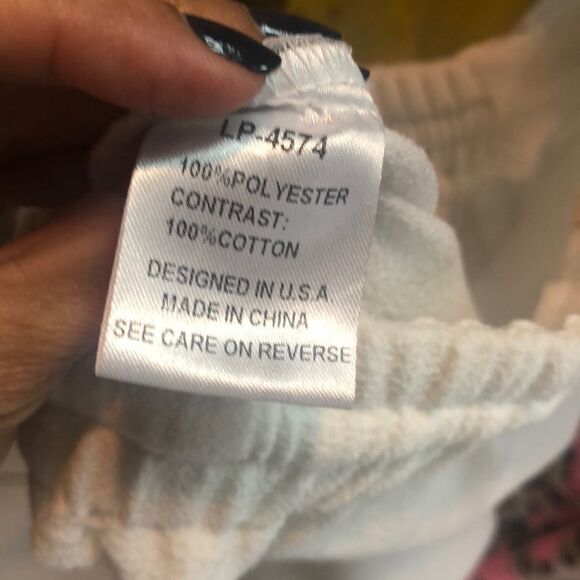 LP-4574
100%POLYESTER
CONTRAST:
100%COTTON
DESIGNED IN U.S.A.
MADE IN CHINA
SEE CARE ON REVERSE